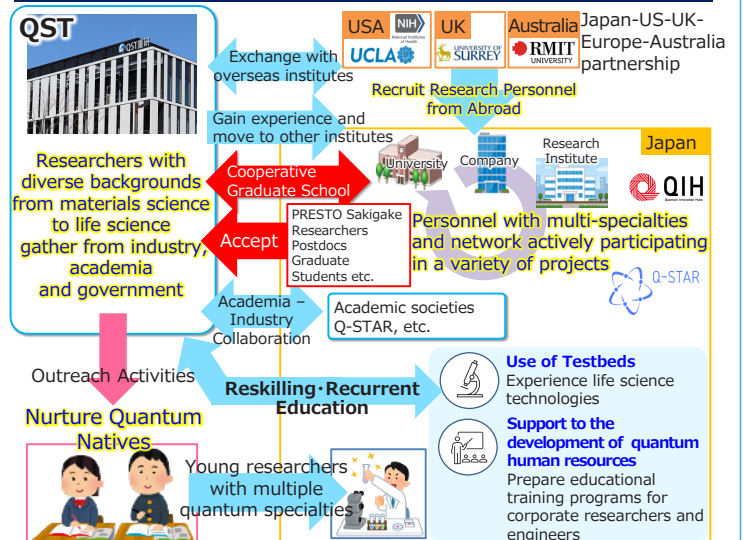 QST
QST
USA
NIH
National Institutes
of Health
UCLA
UK
UNIVERSITY OF
SURREY
Australia
RMIT
UNIVERSITY
Japan-US-UK-
Europe-Australia
partnership
Exchange with
overseas institutes
Recruit Research Personnel
from Abroad
Gain experience and
move to other institutes
Japan
University
Company
Research
Institute
QIH
Quantum Innovation Hubs
Researchers with
diverse backgrounds
from materials science
to life science
gather from industry,
academia
and government
Cooperative
Graduate School
Accept
PRESTO Sakigake
Researchers
Postdocs
Graduate
Students etc.
Personnel with multi-specialties
and network actively participating
in a variety of projects
Q-STAR
Academia –
Industry
Collaboration
Academic societies
Q-STAR, etc.
Outreach Activities
Reskilling･Recurrent
Education
Use of Testbeds
Experience life science
technologies
Support to the
development of quantum
human resources
Prepare educational
training programs for
corporate researchers and
engineers
Nurture Quantum
Natives
Young researchers
with multiple
quantum specialties